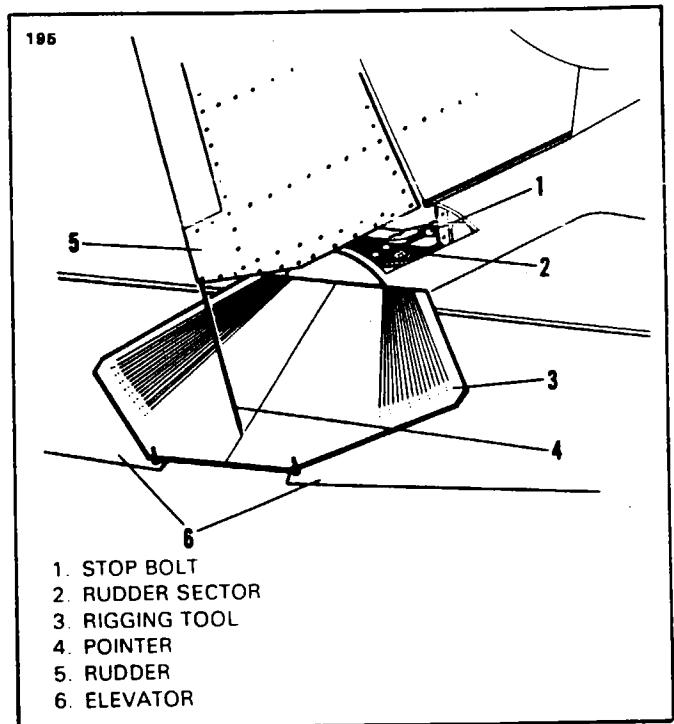 195
1
2
3
4
5
6
1. STOP BOLT
2. RUDDER SECTOR
3. RIGGING TOOL
4. POINTER
5. RUDDER
6. ELEVATOR